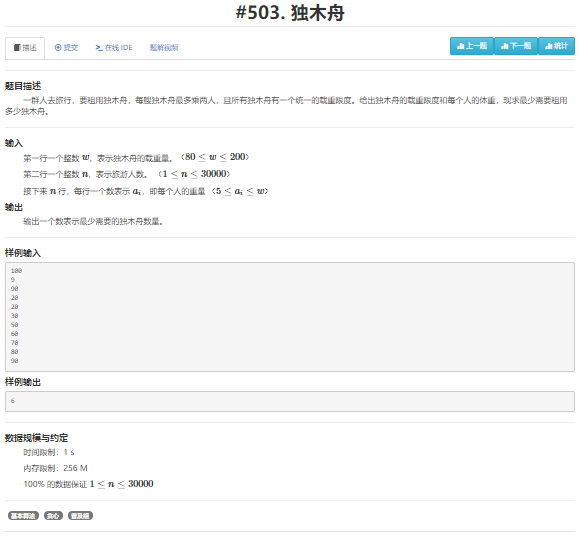 #503. 独木舟
描述 提交 >_ 在线 IDE 题解视频 上一题 下一题 统计
题目描述
一群人去旅行，要租用独木舟，每艘独木舟最多乘两人，且所有独木舟有一个统一的载重限度。给出独木舟的载重限度和每个人的体重，现求最少需要租用
多少独木舟。
输入
第一行一个整数 w，表示独木舟的载重量。（80 ≤ w ≤ 200）
第二行一个整数 n，表示旅游人数。（1 ≤ n ≤ 30000）
接下来 n 行，每行一个数表示 aᵢ，即每个人的重量（5 ≤ aᵢ ≤ w）
输出
输出一个数表示最少需要的独木舟数量。
样例输入
100
9
90
20
20
30
50
60
70
80
90
样例输出
6
数据规模与约定
时间限制：1 s
内存限制：256 M
100% 的数据保证 1 ≤ n ≤ 30000
基本算法 贪心 普及组